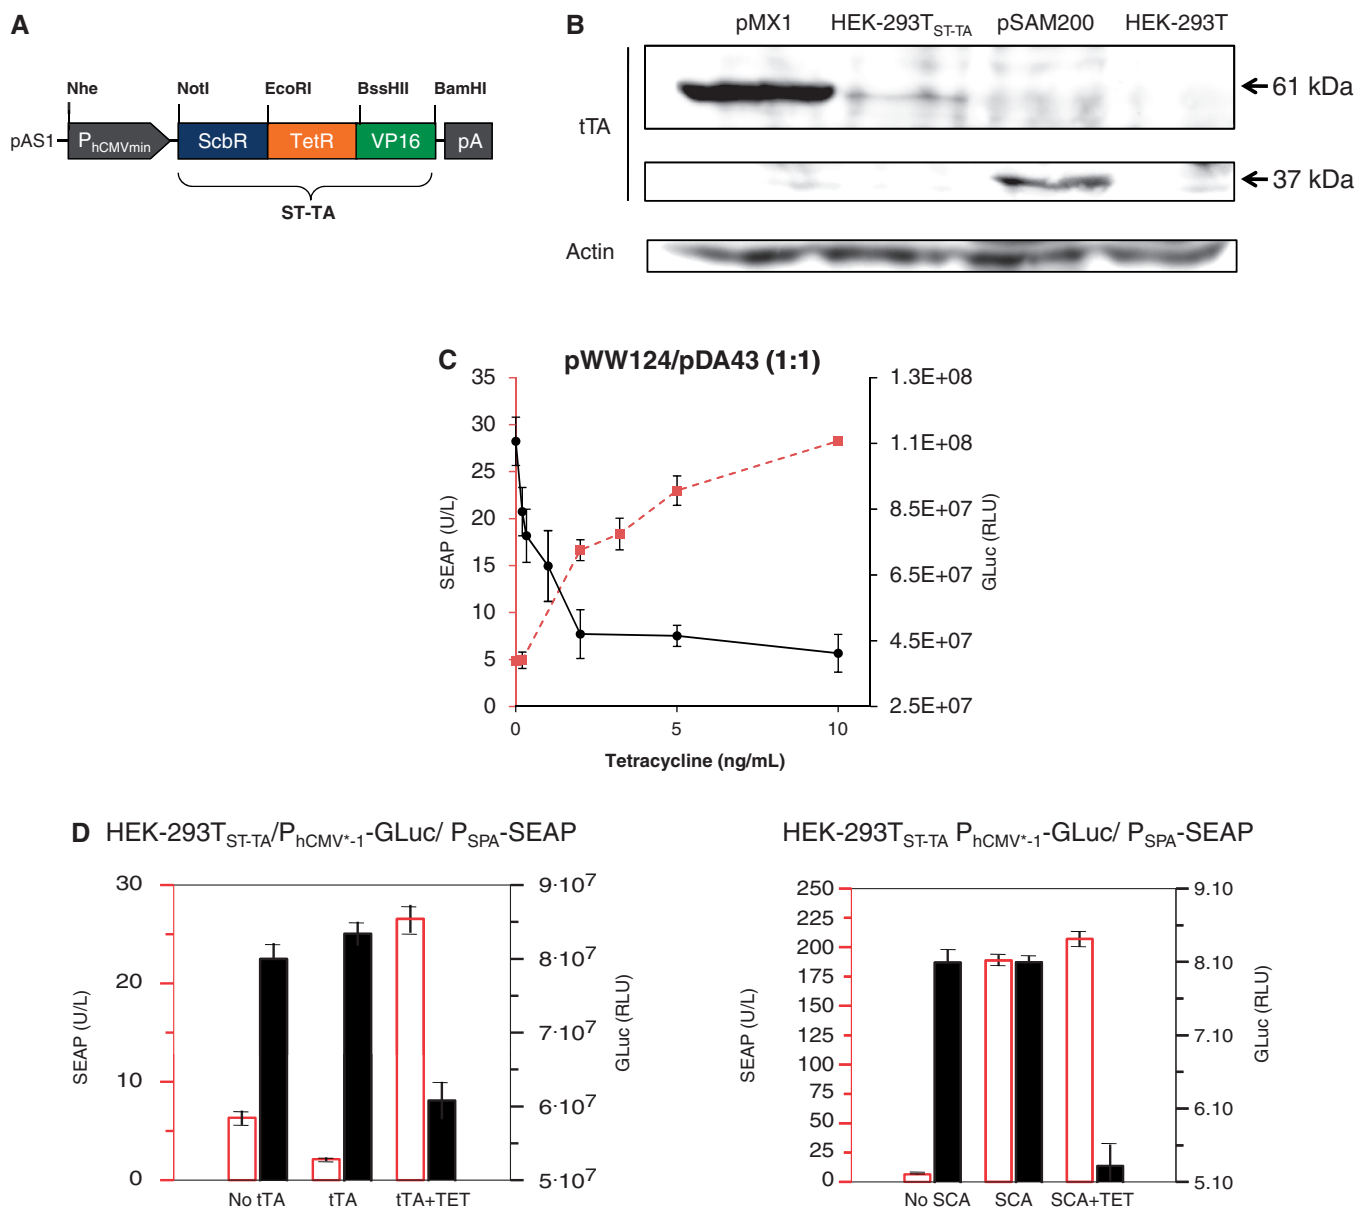 A
Nhe NotI EcoRI BssHII BamHI
pAS1 PhCMVmin ScbR TetR VP16 pA
ST-TA
B
pMX1 HEK-293TST-TA pSAM200 HEK-293T
tTA
61 kDa
37 kDa
Actin
C pWW124/pDA43 (1:1)
35 1.3E+08
30 1.1E+08
25
20 8.5E+07
15 6.5E+07
10 4.5E+07
5
0 2.5E+07
SEAP (U/L)
GLuc (RLU)
0 5 10
Tetracycline (ng/mL)
D HEK-293TST-TA/PhCMV*-1-GLuc/ PSPA-SEAP
30 9·10⁷
8·10⁷
20
7·10⁷
10 6·10⁷
0 5·10⁷
SEAP (U/L)
GLuc (RLU)
No tTA tTA tTA+TET
HEK-293TST-TA PhCMV*-1-GLuc/ PSPA-SEAP
250 9.10
225
200 8.10
175
150
125 7.10
100
75 6.10
50
25
0 5.10
SEAP (U/L)
GLuc (RLU)
No SCA SCA SCA+TET